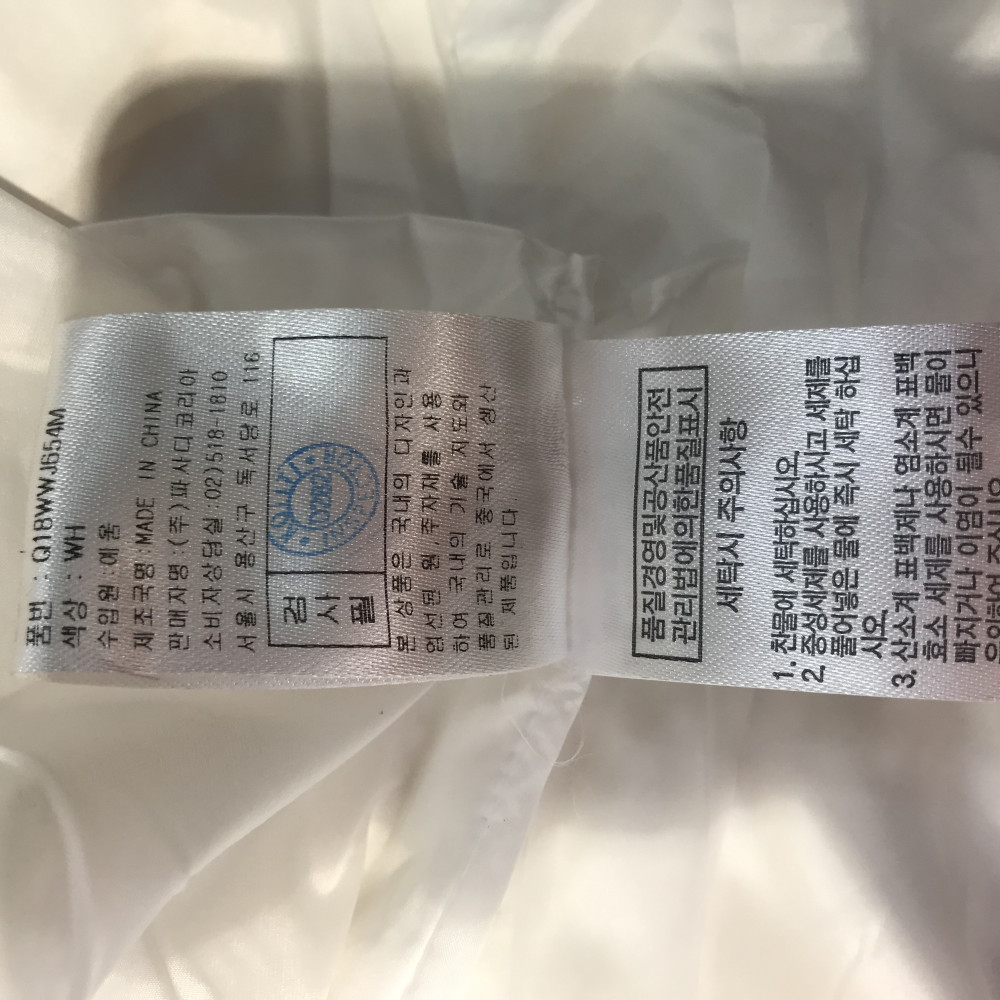 품번 : Q1BWWJ654M
색상 : WH
수입원 :에움
제조국명:MADE IN CHINA
판매자명:(주)파시디코리아
소비자상담실:02)518-1810
서울시 용산구 독서당로 116
검
사
필
본 상품은 국내의 디자인과
엄선된 원,주자재를 사용
하여 국내의 기술 지도와
품질관리로 중국에서 생산
된 제품입니다.
품질경영및공산품안전
관리법에의한품질표시
세탁시 주의사항
1. 찬물에 세탁하십시오.
2. 중성세제를 사용하시고 세제를
풀어넣은 물에 즉시 세탁 하십
시오.
3. 산소계 표백제나 염소계 표백
효소 세제를 사용하시면 물이
빠지거나 이염이 될수 있으니